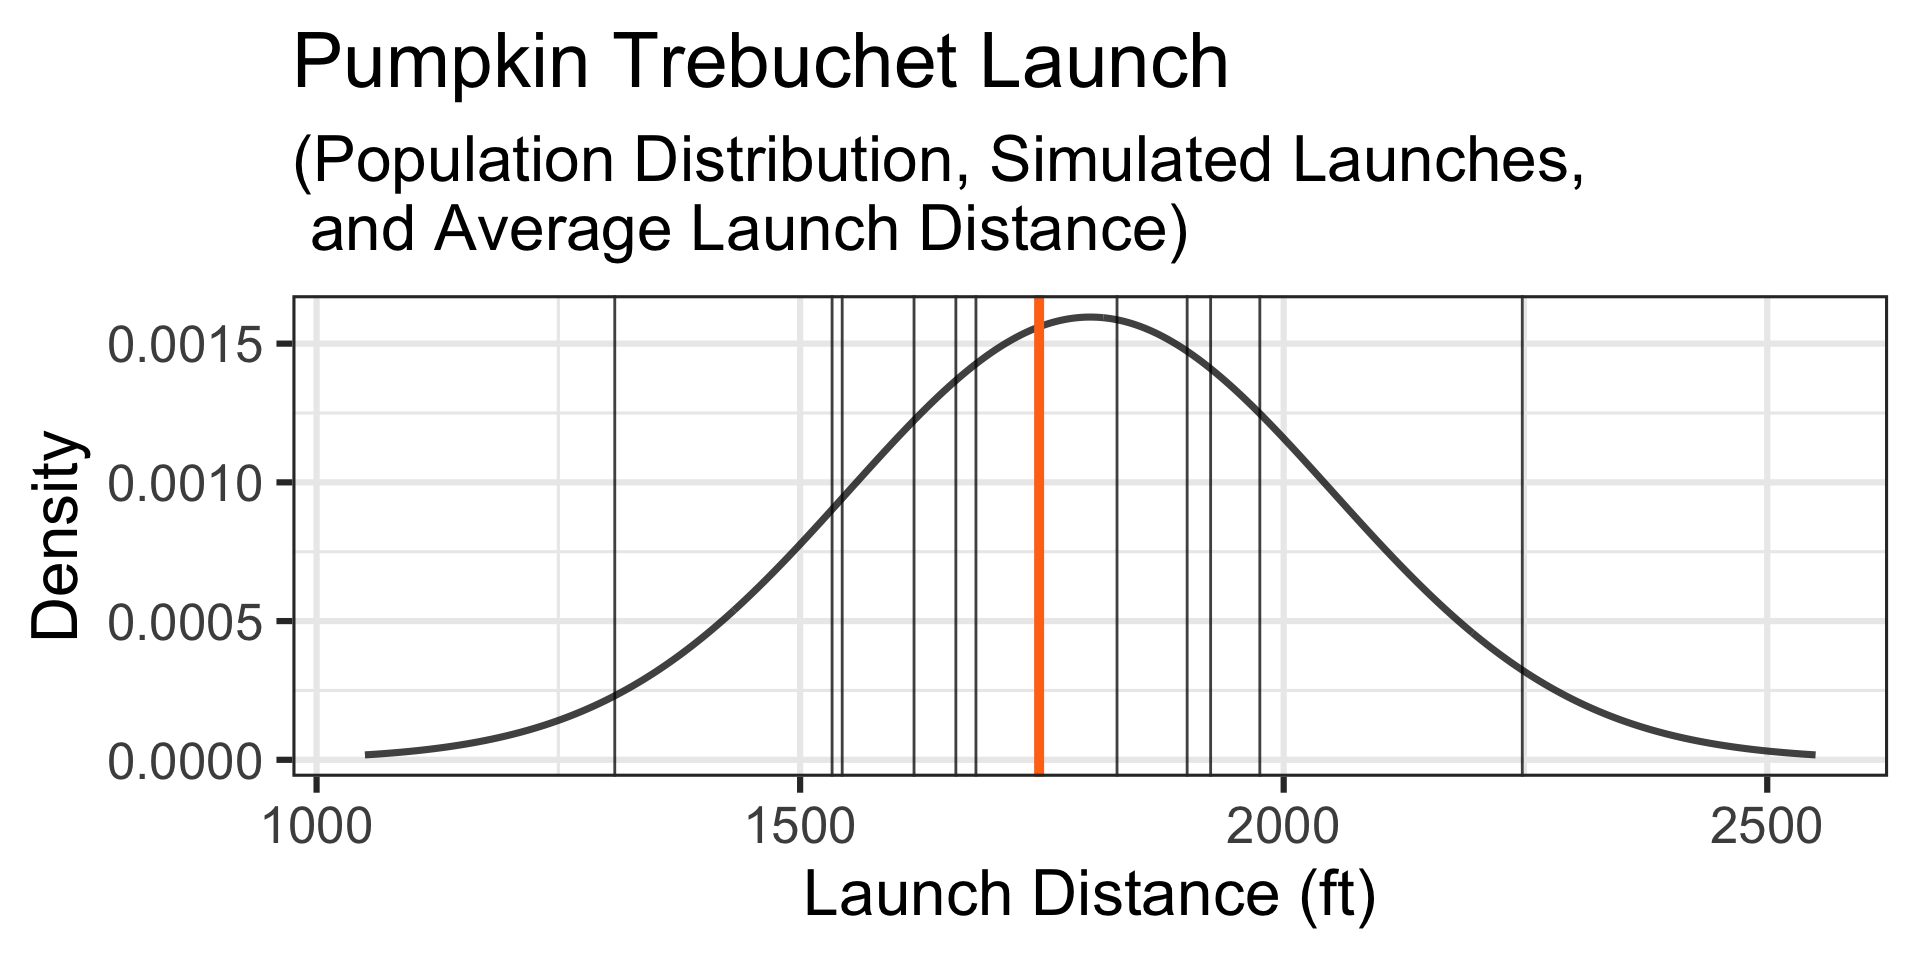 Pumpkin Trebuchet Launch
(Population Distribution, Simulated Launches,
and Average Launch Distance)
Density
0.0015
0.0010
0.0005
0.0000
1000 1500 2000 2500
Launch Distance (ft)